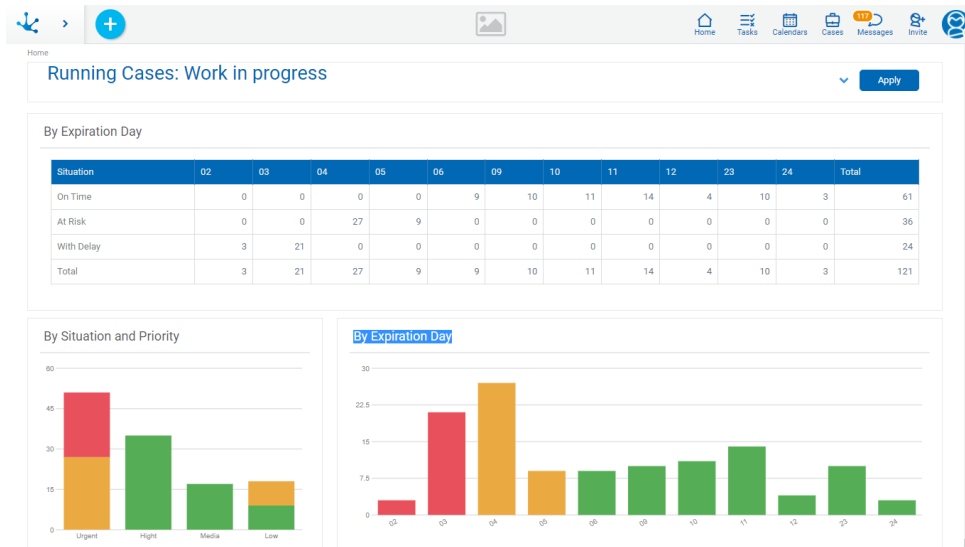 117
Home Tasks Calendars Cases Messages Invite
Home
Running Cases: Work in progress
Apply
By Expiration Day
Situation 02 03 04 05 06 09 10 11 12 23 24 Total
On Time 0 0 0 0 9 10 11 14 4 10 3 61
At Risk 0 0 27 9 0 0 0 0 0 0 0 36
With Delay 3 21 0 0 0 0 0 0 0 0 0 24
Total 3 21 27 9 9 10 11 14 4 10 3 121
By Situation and Priority
60
45
30
15
0
Urgent Hight Media Low
By Expiration Day
30
22.5
15
7.5
0
02 03 04 05 06 09 10 11 12 23 24